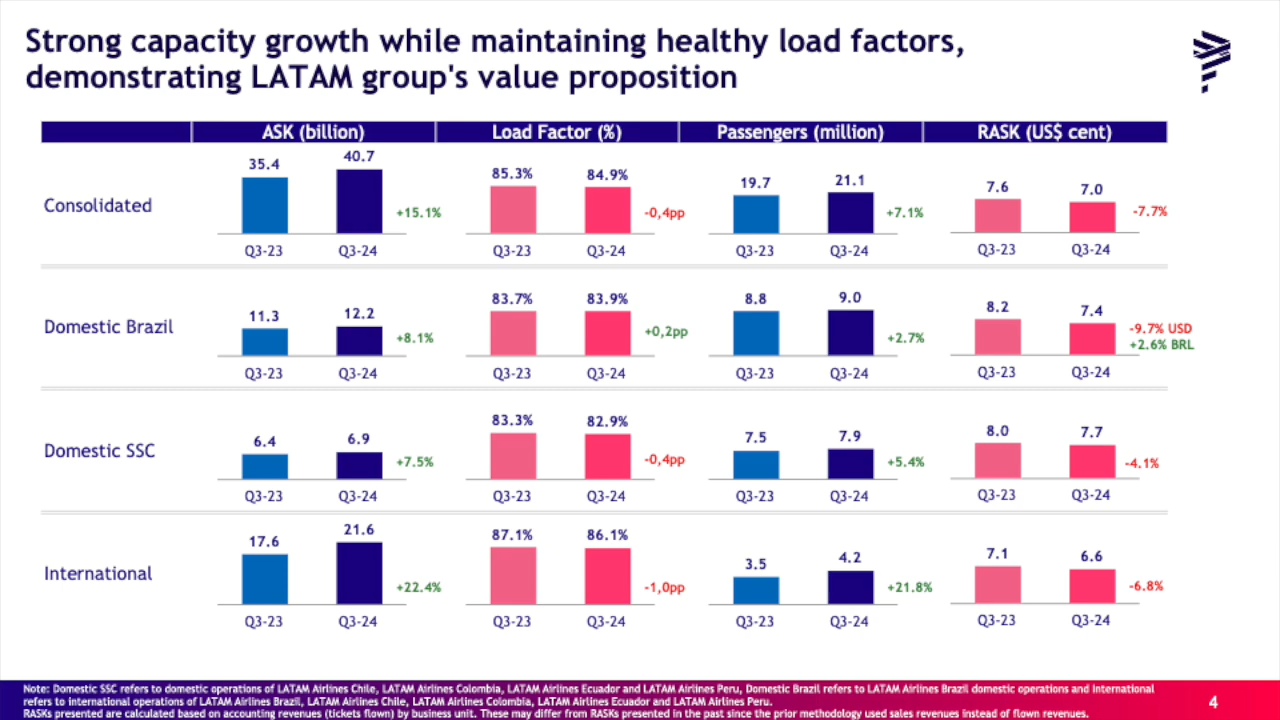 Strong capacity growth while maintaining healthy load factors,
demonstrating LATAM group's value proposition
ASK (billion) Load Factor (%) Passengers (million) RASK (US$ cent)
Consolidated
35.4 40.7 +15.1%
Q3-23 Q3-24
85.3% 84.9% -0,4pp
Q3-23 Q3-24
19.7 21.1 +7.1%
Q3-23 Q3-24
7.6 7.0 -7.7%
Q3-23 Q3-24
Domestic Brazil
11.3 12.2 +8.1%
Q3-23 Q3-24
83.7% 83.9% +0,2pp
Q3-23 Q3-24
8.8 9.0 +2.7%
Q3-23 Q3-24
8.2 7.4 -9.7% USD
+2.6% BRL
Q3-23 Q3-24
Domestic SSC
6.4 6.9 +7.5%
Q3-23 Q3-24
83.3% 82.9% -0,4pp
Q3-23 Q3-24
7.5 7.9 +5.4%
Q3-23 Q3-24
8.0 7.7 -4.1%
Q3-23 Q3-24
International
17.6 21.6 +22.4%
Q3-23 Q3-24
87.1% 86.1% -1,0pp
Q3-23 Q3-24
3.5 4.2 +21.8%
Q3-23 Q3-24
7.1 6.6 -6.8%
Q3-23 Q3-24
Note: Domestic SSC refers to domestic operations of LATAM Airlines Chile, LATAM Airlines Colombia, LATAM Airlines Ecuador and LATAM Airlines Peru, Domestic Brazil refers to LATAM Airlines Brazil domestic operations and International
refers to international operations of LATAM Airlines Brazil, LATAM Airlines Chile, LATAM Airlines Colombia, LATAM Airlines Ecuador and LATAM Airlines Peru.
RASKs presented are calculated based on accounting revenues (tickets flown) by business unit. These may differ from RASKs presented in the past since the prior methodology used sales revenues instead of flown revenues.
4